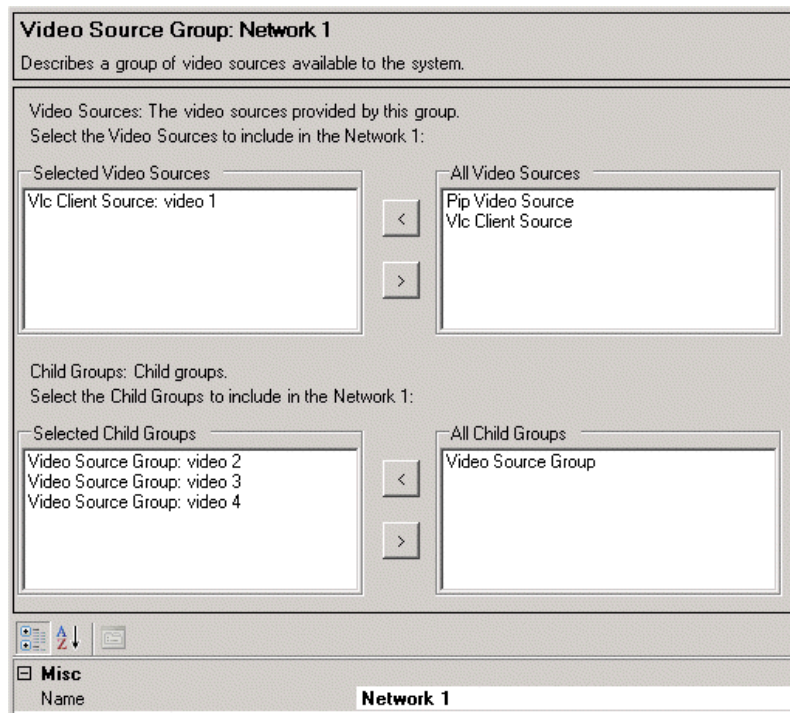 Video Source Group: Network 1
Describes a group of video sources available to the system.
Video Sources: The video sources provided by this group.
Select the Video Sources to include in the Network 1:
Selected Video Sources
Vlc Client Source: video 1
<
>
All Video Sources
Pip Video Source
Vlc Client Source
Child Groups: Child groups.
Select the Child Groups to include in the Network 1:
Selected Child Groups
Video Source Group: video 2
Video Source Group: video 3
Video Source Group: video 4
<
>
All Child Groups
Video Source Group
A
Z
Misc
Name Network 1